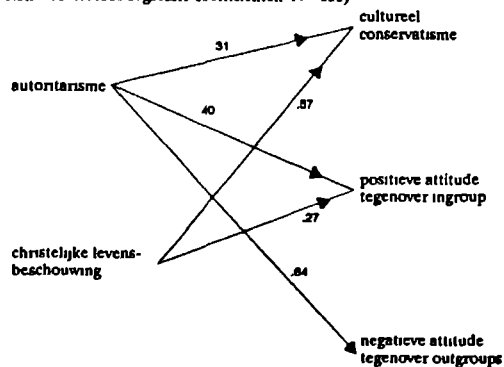 cultureel
conservatisme
31
autoritarisme
.57
40
positieve attitude
tegenover ingroup
.27
christelijke levens-
beschouwing
.64
negatieve attitude
tegenover outgroups